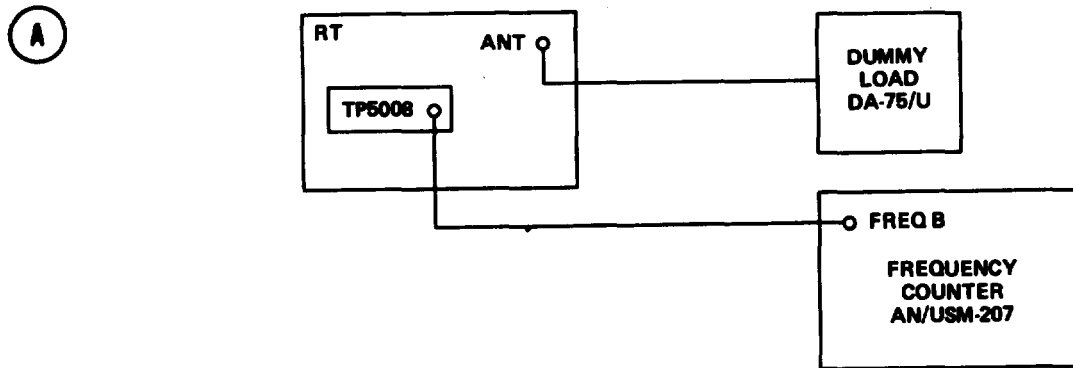 A
RT
ANT
TP5008
DUMMY
LOAD
DA-75/U
FREQ B
FREQUENCY
COUNTER
AN/USM-207